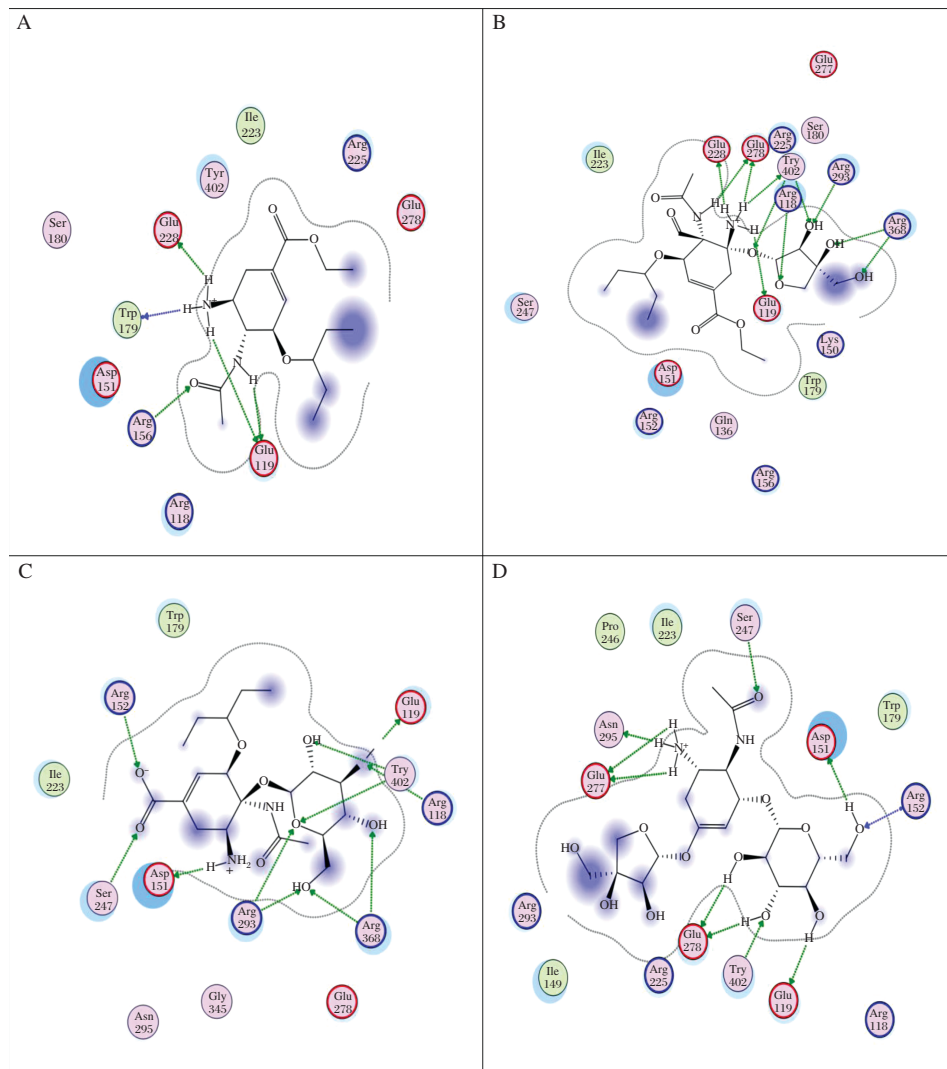 A
Ile
223
Arg
225
Tyr
402
Glu
278
Ser
180
Glu
228
O
O
H
H
N
+
H
Trp
179
O
N
H
O
Asp
151
Arg
156
Glu
119
Arg
118
B
Glu
277
Arg
225
Ser
180
Glu
228
Glu
278
Try
402
Ile
223
Arg
293
Arg
118
O
H
H
H
N
N
+
H
OH
Arg
368
O
O
OH
O
O
OH
Glu
119
Ser
247
O
O
Lys
150
Asp
151
Trp
179
Arg
152
Gln
136
Arg
156
C
Trp
179
Arg
152
Glu
119
OH
O
Try
402
O-
Ile
223
O
Arg
118
NH
O
OH
O
NH2
O
H
+
Asp
151
HO
Ser
247
Arg
293
Arg
368
Gly
345
Glu
278
Asn
295
D
Ser
247
Pro
246
Ile
223
O
Trp
179
Asn
295
H
H
N
+
NH
Asp
151
H
Glu
277
H
Arg
152
O
O
O
O
HO
O
HO
O
OH
OH
H
O
H
O
H
Arg
293
Glu
278
Arg
225
Try
402
Ile
149
Glu
119
Arg
118